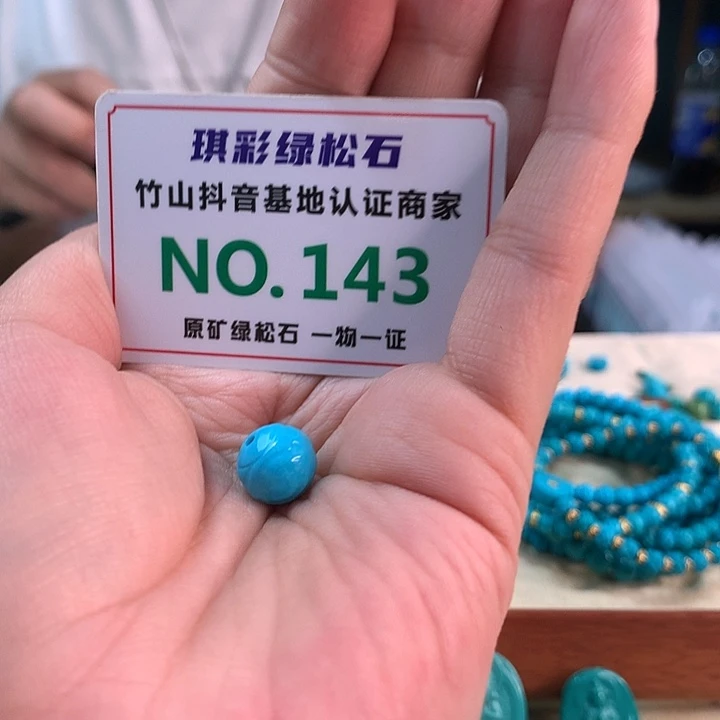 琪彩绿松石
竹山抖音基地认证商家
NO.143
原矿绿松石 一物一证